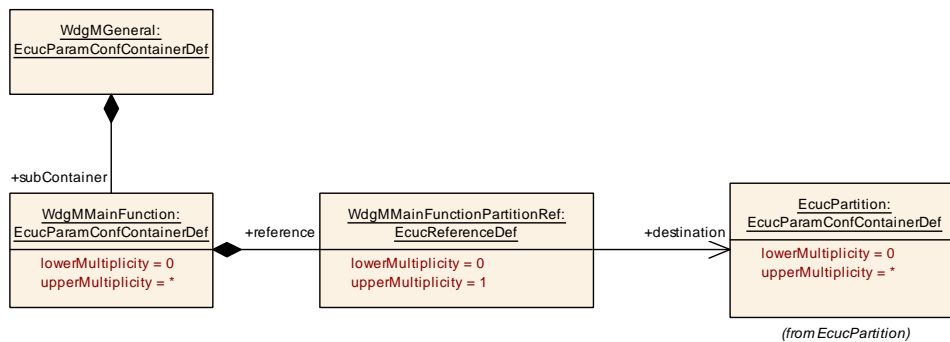 WdgMGeneral:
EcucParamConfContainerDef
+subContainer
WdgMMainFunction:
EcucParamConfContainerDef
lowerMultiplicity = 0
upperMultiplicity = *
+reference
WdgMMainFunctionPartitionRef:
EcucReferenceDef
lowerMultiplicity = 0
upperMultiplicity = 1
+destination
EcucPartition:
EcucParamConfContainerDef
lowerMultiplicity = 0
upperMultiplicity = *
(from EcucPartition)